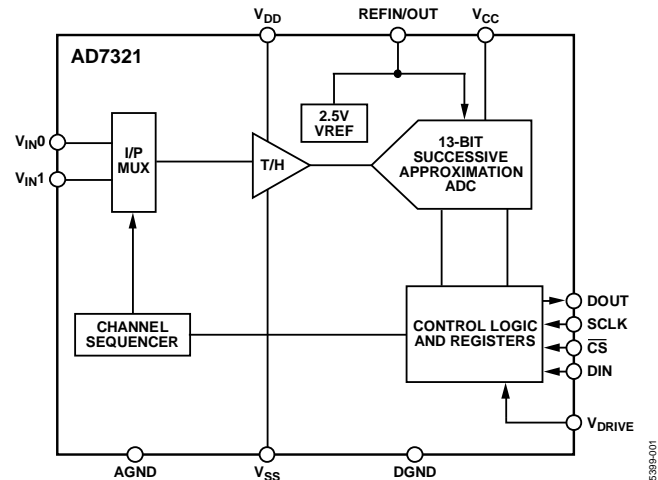 VDD
REFIN/OUT
VCC
AD7321
2.5V
VREF
VIN0
VIN1
I/P
MUX
T/H
13-BIT
SUCCESSIVE
APPROXIMATION
ADC
CHANNEL
SEQUENCER
CONTROL LOGIC
AND REGISTERS
DOUT
SCLK
CS
DIN
VDRIVE
AGND
VSS
DGND
5399-001